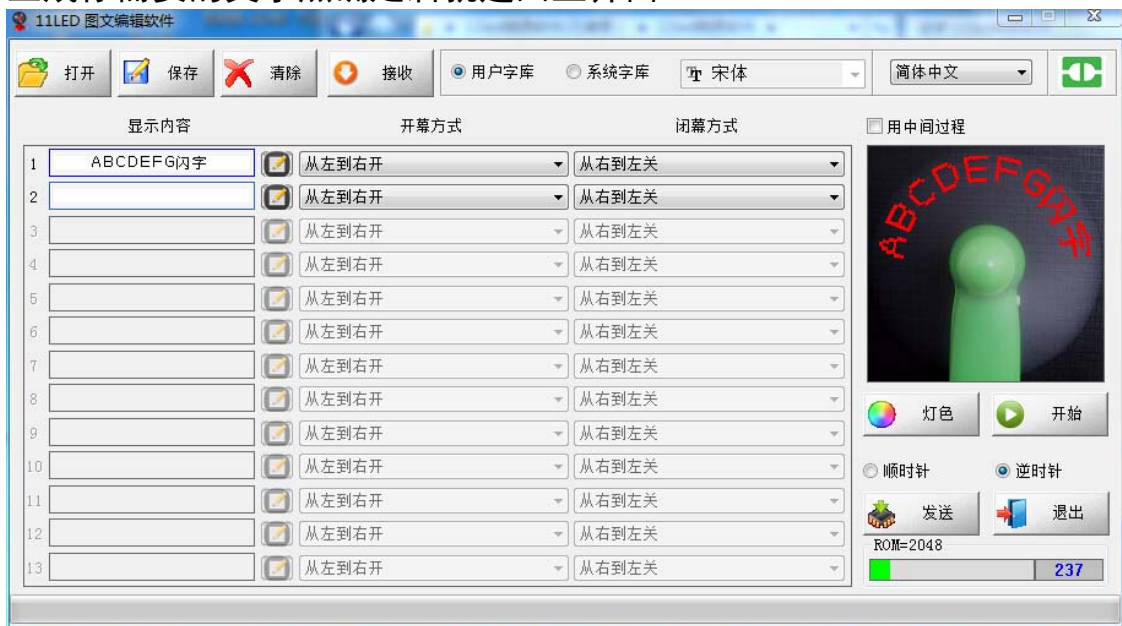 11LED 图文编辑软件
打开 保存 清除 接收 用户字库 系统字库 宋体 简体中文
显示内容 开幕方式 闭幕方式 用中间过程
1 ABCDEFG闪字 从左到右开 从右到左关
2 从左到右开 从右到左关
3 从左到右开 从右到左关
4 从左到右开 从右到左关
5 从左到右开 从右到左关
6 从左到右开 从右到左关
7 从左到右开 从右到左关
8 从左到右开 从右到左关
9 从左到右开 从右到左关
10 从左到右开 从右到左关
11 从左到右开 从右到左关
12 从左到右开 从右到左关
13 从左到右开 从右到左关
ABCDEFG闪字
灯色 开始
顺时针 逆时针
发送 退出
ROM=2048
237